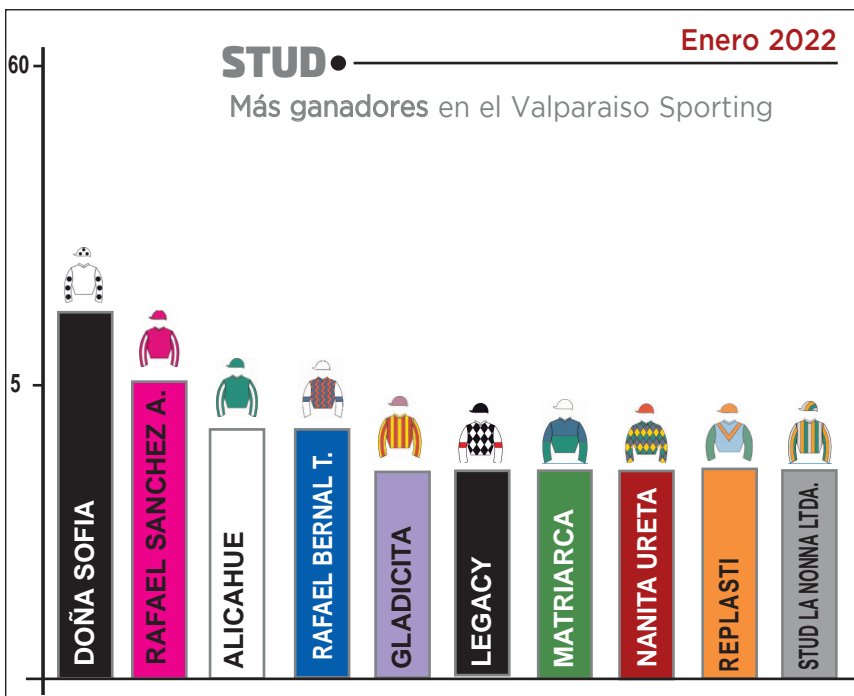 Enero 2022
STUD
Más ganadores en el Valparaiso Sporting
60
5
DOÑA SOFIA
RAFAEL SANCHEZ A.
ALICAHUE
RAFAEL BERNAL T.
GLADICITA
LEGACY
MATRIARCA
NANITA URETA
REPLASTI
STUD LA NONNA LTDA.